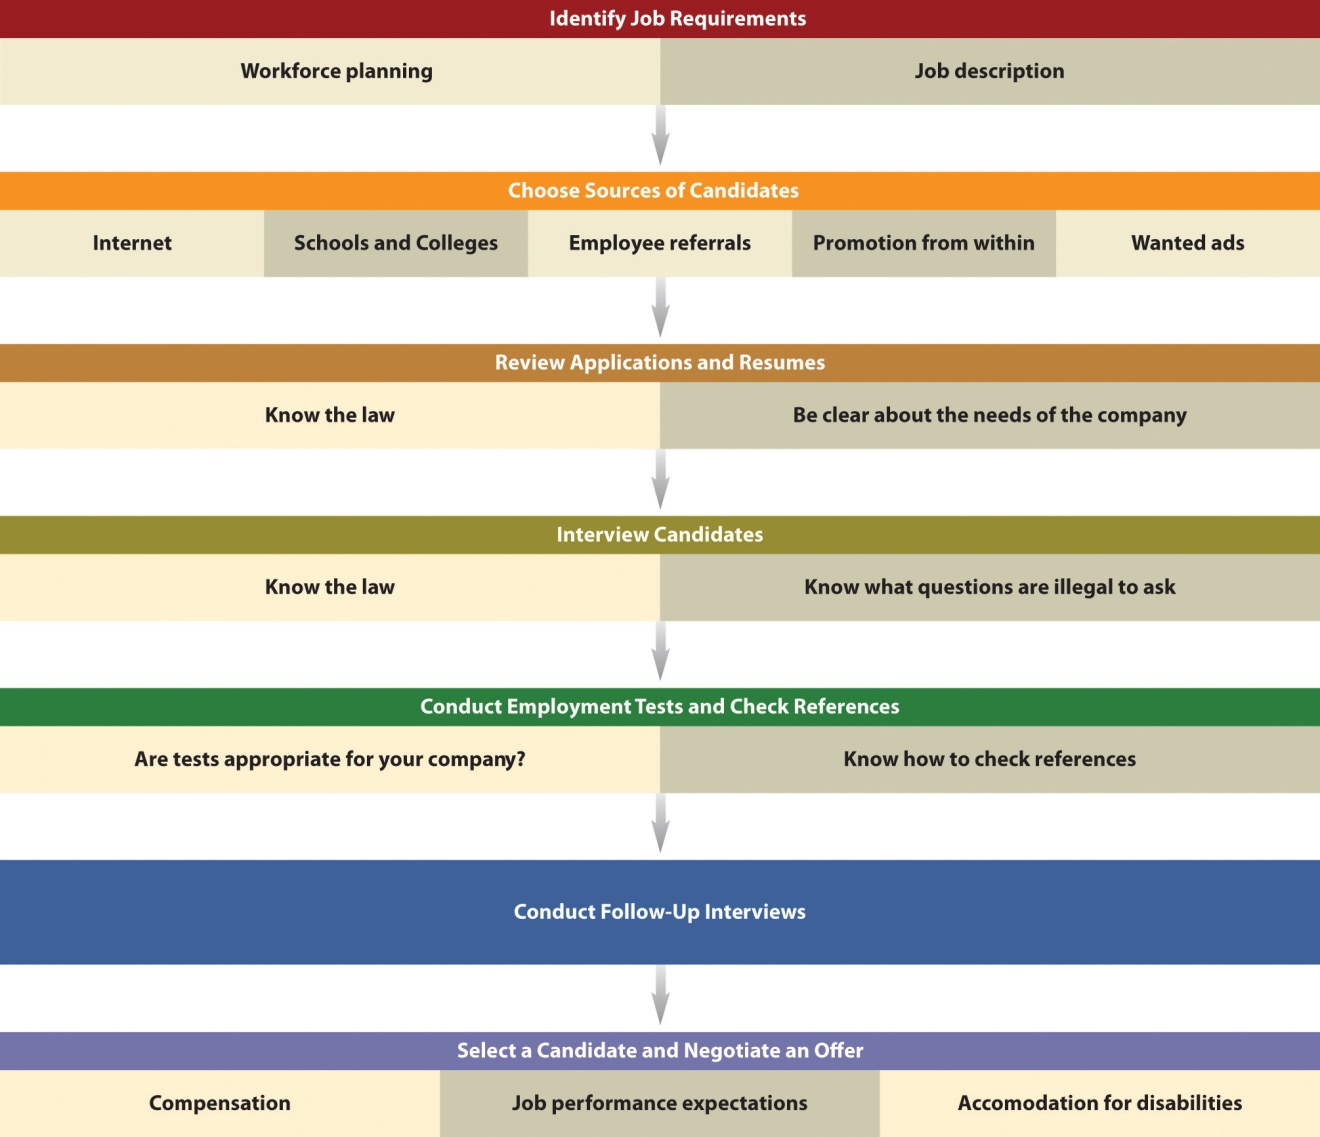 Identify Job Requirements
Workforce planning
Job description
Choose Sources of Candidates
Internet
Schools and Colleges
Employee referrals
Promotion from within
Wanted ads
Review Applications and Resumes
Know the law
Be clear about the needs of the company
Interview Candidates
Know the law
Know what questions are illegal to ask
Conduct Employment Tests and Check References
Are tests appropriate for your company?
Know how to check references
Conduct Follow-Up Interviews
Select a Candidate and Negotiate an Offer
Compensation
Job performance expectations
Accomodation for disabilities